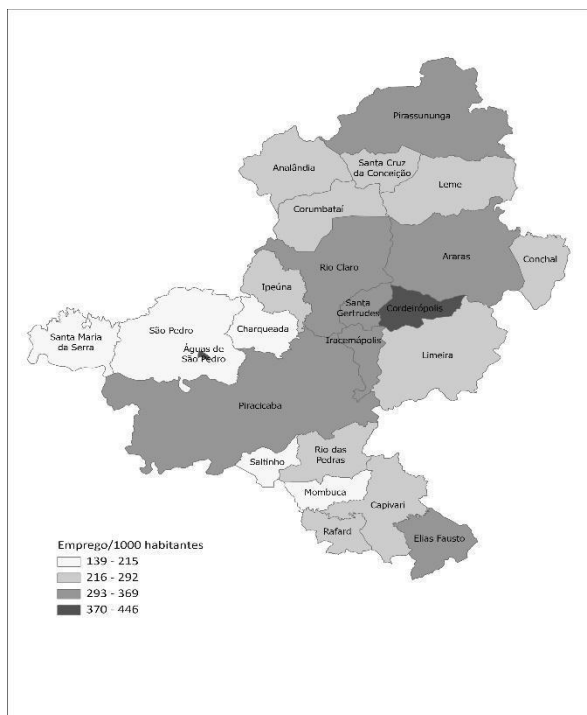 Pirassununga
Santa Cruz
da Conceição
Analândia
Leme
Corumbataí
Conchal
Araras
Rio Claro
Ipeúna
Santa
Gertrudes
Cordeirópolis
Charqueada
São Pedro
Santa Maria
da Serra
Iracemápolis
Águas de
São Pedro
Limeira
Piracicaba
Rio das
Pedras
Saltinho
Mombuca
Capivari
Rafard
Elias Fausto
Emprego/1000 habitantes
139 - 215
216 - 292
293 - 369
370 - 446